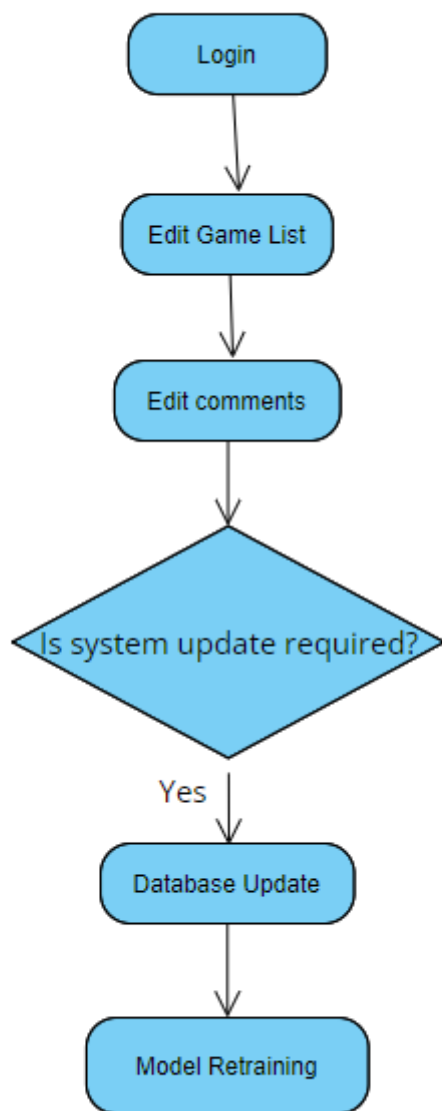 Login
Edit Game List
Edit comments
Is system update required?
Yes
Database Update
Model Retraining